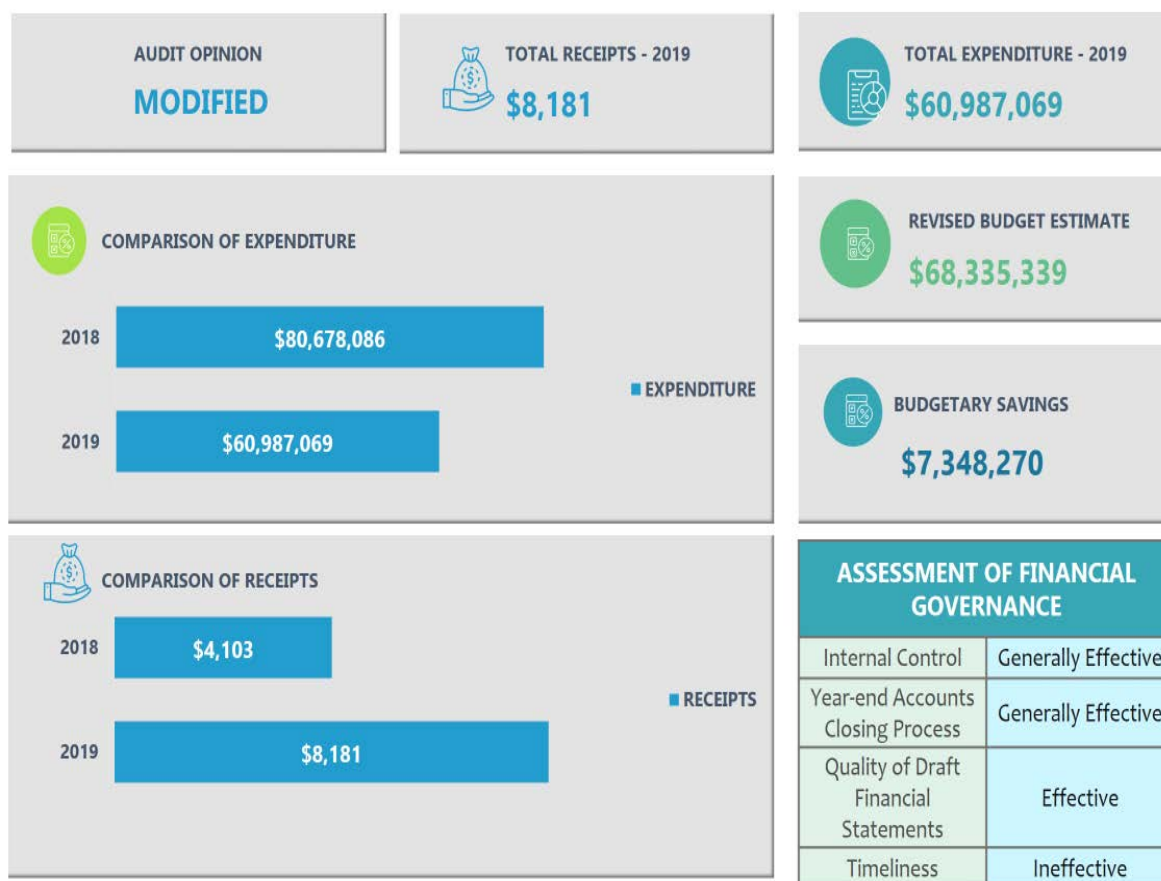 AUDIT OPINION
MODIFIED
TOTAL RECEIPTS - 2019
$8,181
TOTAL EXPENDITURE - 2019
$60,987,069
COMPARISON OF EXPENDITURE
2018
$80,678,086
EXPENDITURE
2019
$60,987,069
REVISED BUDGET ESTIMATE
$68,335,339
BUDGETARY SAVINGS
$7,348,270
COMPARISON OF RECEIPTS
2018
$4,103
RECEIPTS
2019
$8,181
ASSESSMENT OF FINANCIAL
GOVERNANCE
Internal Control
Generally Effective
Year-end Accounts
Closing Process
Generally Effective
Quality of Draft
Financial
Statements
Effective
Timeliness
Ineffective